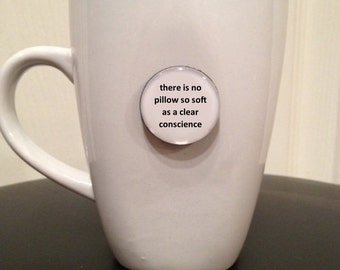 there is no
pillow so soft
as a clear
conscience